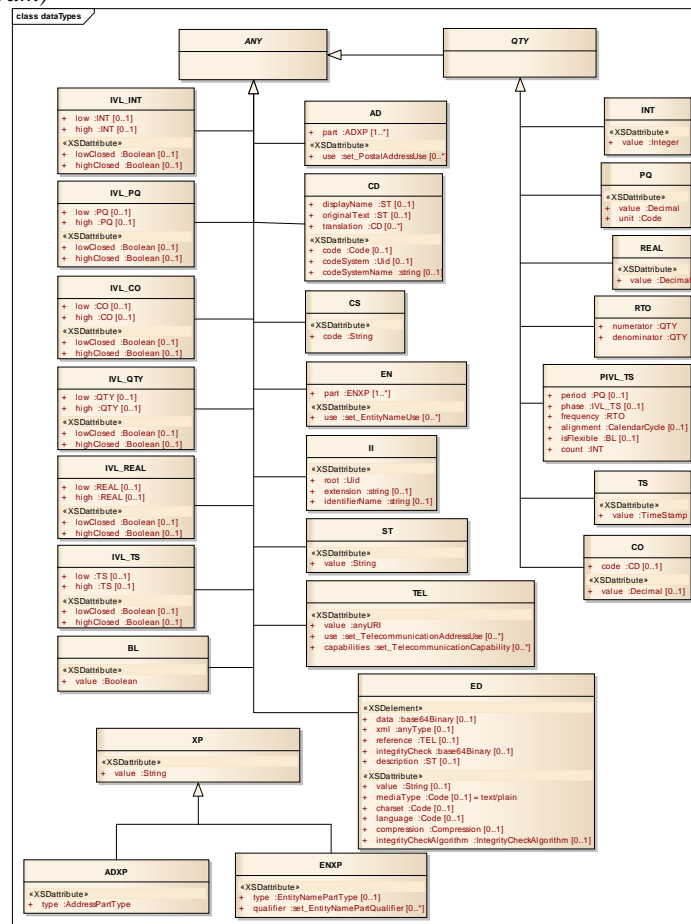 class dataTypes
ANY
QTY
IVL_INT
+ low :INT [0..1]
+ high :INT [0..1]
«XSDattribute»
+ lowClosed :Boolean [0..1]
+ highClosed :Boolean [0..1]
IVL_PQ
+ low :PQ [0..1]
+ high :PQ [0..1]
«XSDattribute»
+ lowClosed :Boolean [0..1]
+ highClosed :Boolean [0..1]
IVL_CO
+ low :CO [0..1]
+ high :CO [0..1]
«XSDattribute»
+ lowClosed :Boolean [0..1]
+ highClosed :Boolean [0..1]
IVL_QTY
+ low :QTY [0..1]
+ high :QTY [0..1]
«XSDattribute»
+ lowClosed :Boolean [0..1]
+ highClosed :Boolean [0..1]
IVL_REAL
+ low :REAL [0..1]
+ high :REAL [0..1]
«XSDattribute»
+ lowClosed :Boolean [0..1]
+ highClosed :Boolean [0..1]
IVL_TS
+ low :TS [0..1]
+ high :TS [0..1]
«XSDattribute»
+ lowClosed :Boolean [0..1]
+ highClosed :Boolean [0..1]
BL
«XSDattribute»
+ value :Boolean
AD
+ part :ADXP [1..*]
«XSDattribute»
+ use :set_PostalAddressUse [0..*]
CD
+ displayName :ST [0..1]
+ originalText :ST [0..1]
+ translation :CD [0..*]
«XSDattribute»
+ code :Code [0..1]
+ codeSystem :Uid [0..1]
+ codeSystemName :string [0..1]
CS
«XSDattribute»
+ code :String
EN
+ part :ENXP [1..*]
«XSDattribute»
+ use :set_EntityNameUse [0..*]
II
«XSDattribute»
+ root :Uid
+ extension :string [0..1]
+ identifierName :string [0..1]
ST
«XSDattribute»
+ value :String
TEL
«XSDattribute»
+ value :anyURI
+ use :set_TelecommunicationAddressUse [0..*]
+ capabilities :set_TelecommunicationCapability [0..*]
ED
«XSDelement»
+ data :base64Binary [0..1]
+ xml :anyType [0..1]
+ reference :TEL [0..1]
+ integrityCheck :base64Binary [0..1]
+ description :ST [0..1]
«XSDattribute»
+ value :String [0..1]
+ mediaType :Code [0..1] = text/plain
+ charset :Code [0..1]
+ language :Code [0..1]
+ compression :Compression [0..1]
+ integrityCheckAlgorithm :IntegrityCheckAlgorithm [0..1]
INT
«XSDattribute»
+ value :Integer
PQ
«XSDattribute»
+ value :Decimal
+ unit :Code
REAL
«XSDattribute»
+ value :Decimal
RTO
+ numerator :QTY
+ denominator :QTY
PIVL_TS
+ period :PQ [0..1]
+ phase :IVL_TS [0..1]
+ frequency :RTO
+ alignment :CalendarCycle [0..1]
+ isFlexible :BL [0..1]
+ count :INT
TS
«XSDattribute»
+ value :TimeStamp
CO
+ code :CD [0..1]
«XSDattribute»
+ value :Decimal [0..1]
XP
«XSDattribute»
+ value :String
ADXP
«XSDattribute»
+ type :AddressPartType
ENXP
«XSDattribute»
+ type :EntityNamePartType [0..1]
+ qualifier :set_EntityNamePartQualifier [0..*]